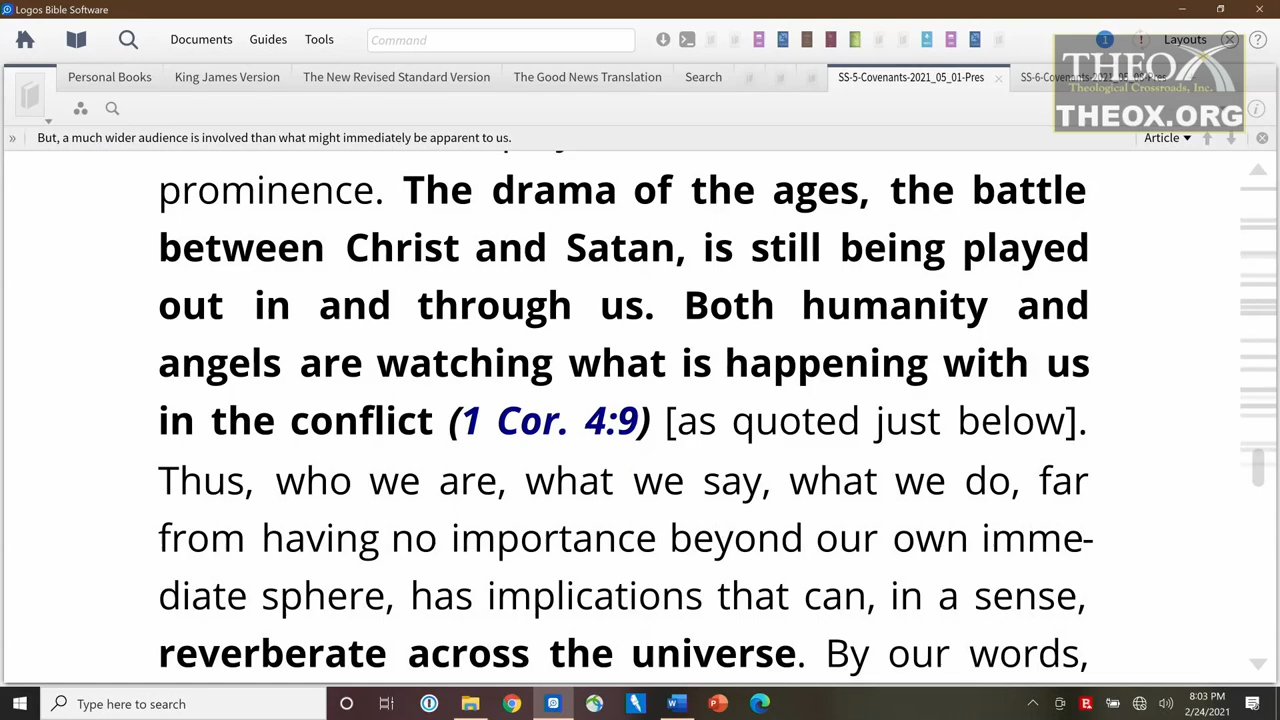 Logos Bible Software
Documents Guides Tools Command Layouts
THEOX
Theological Crossroads, Inc.
THEOX.ORG
Personal Books King James Version The New Revised Standard Version The Good News Translation Search SS-5-Covenants-2021_05_01-Pres
But, a much wider audience is involved than what might immediately be apparent to us. Article
prominence. The drama of the ages, the battle
between Christ and Satan, is still being played
out in and through us. Both humanity and
angels are watching what is happening with us
in the conflict (1 Cor. 4:9) [as quoted just below].
Thus, who we are, what we say, what we do, far
from having no importance beyond our own imme-
diate sphere, has implications that can, in a sense,
reverberate across the universe. By our words,
Type here to search
8:03 PM
2/24/2021